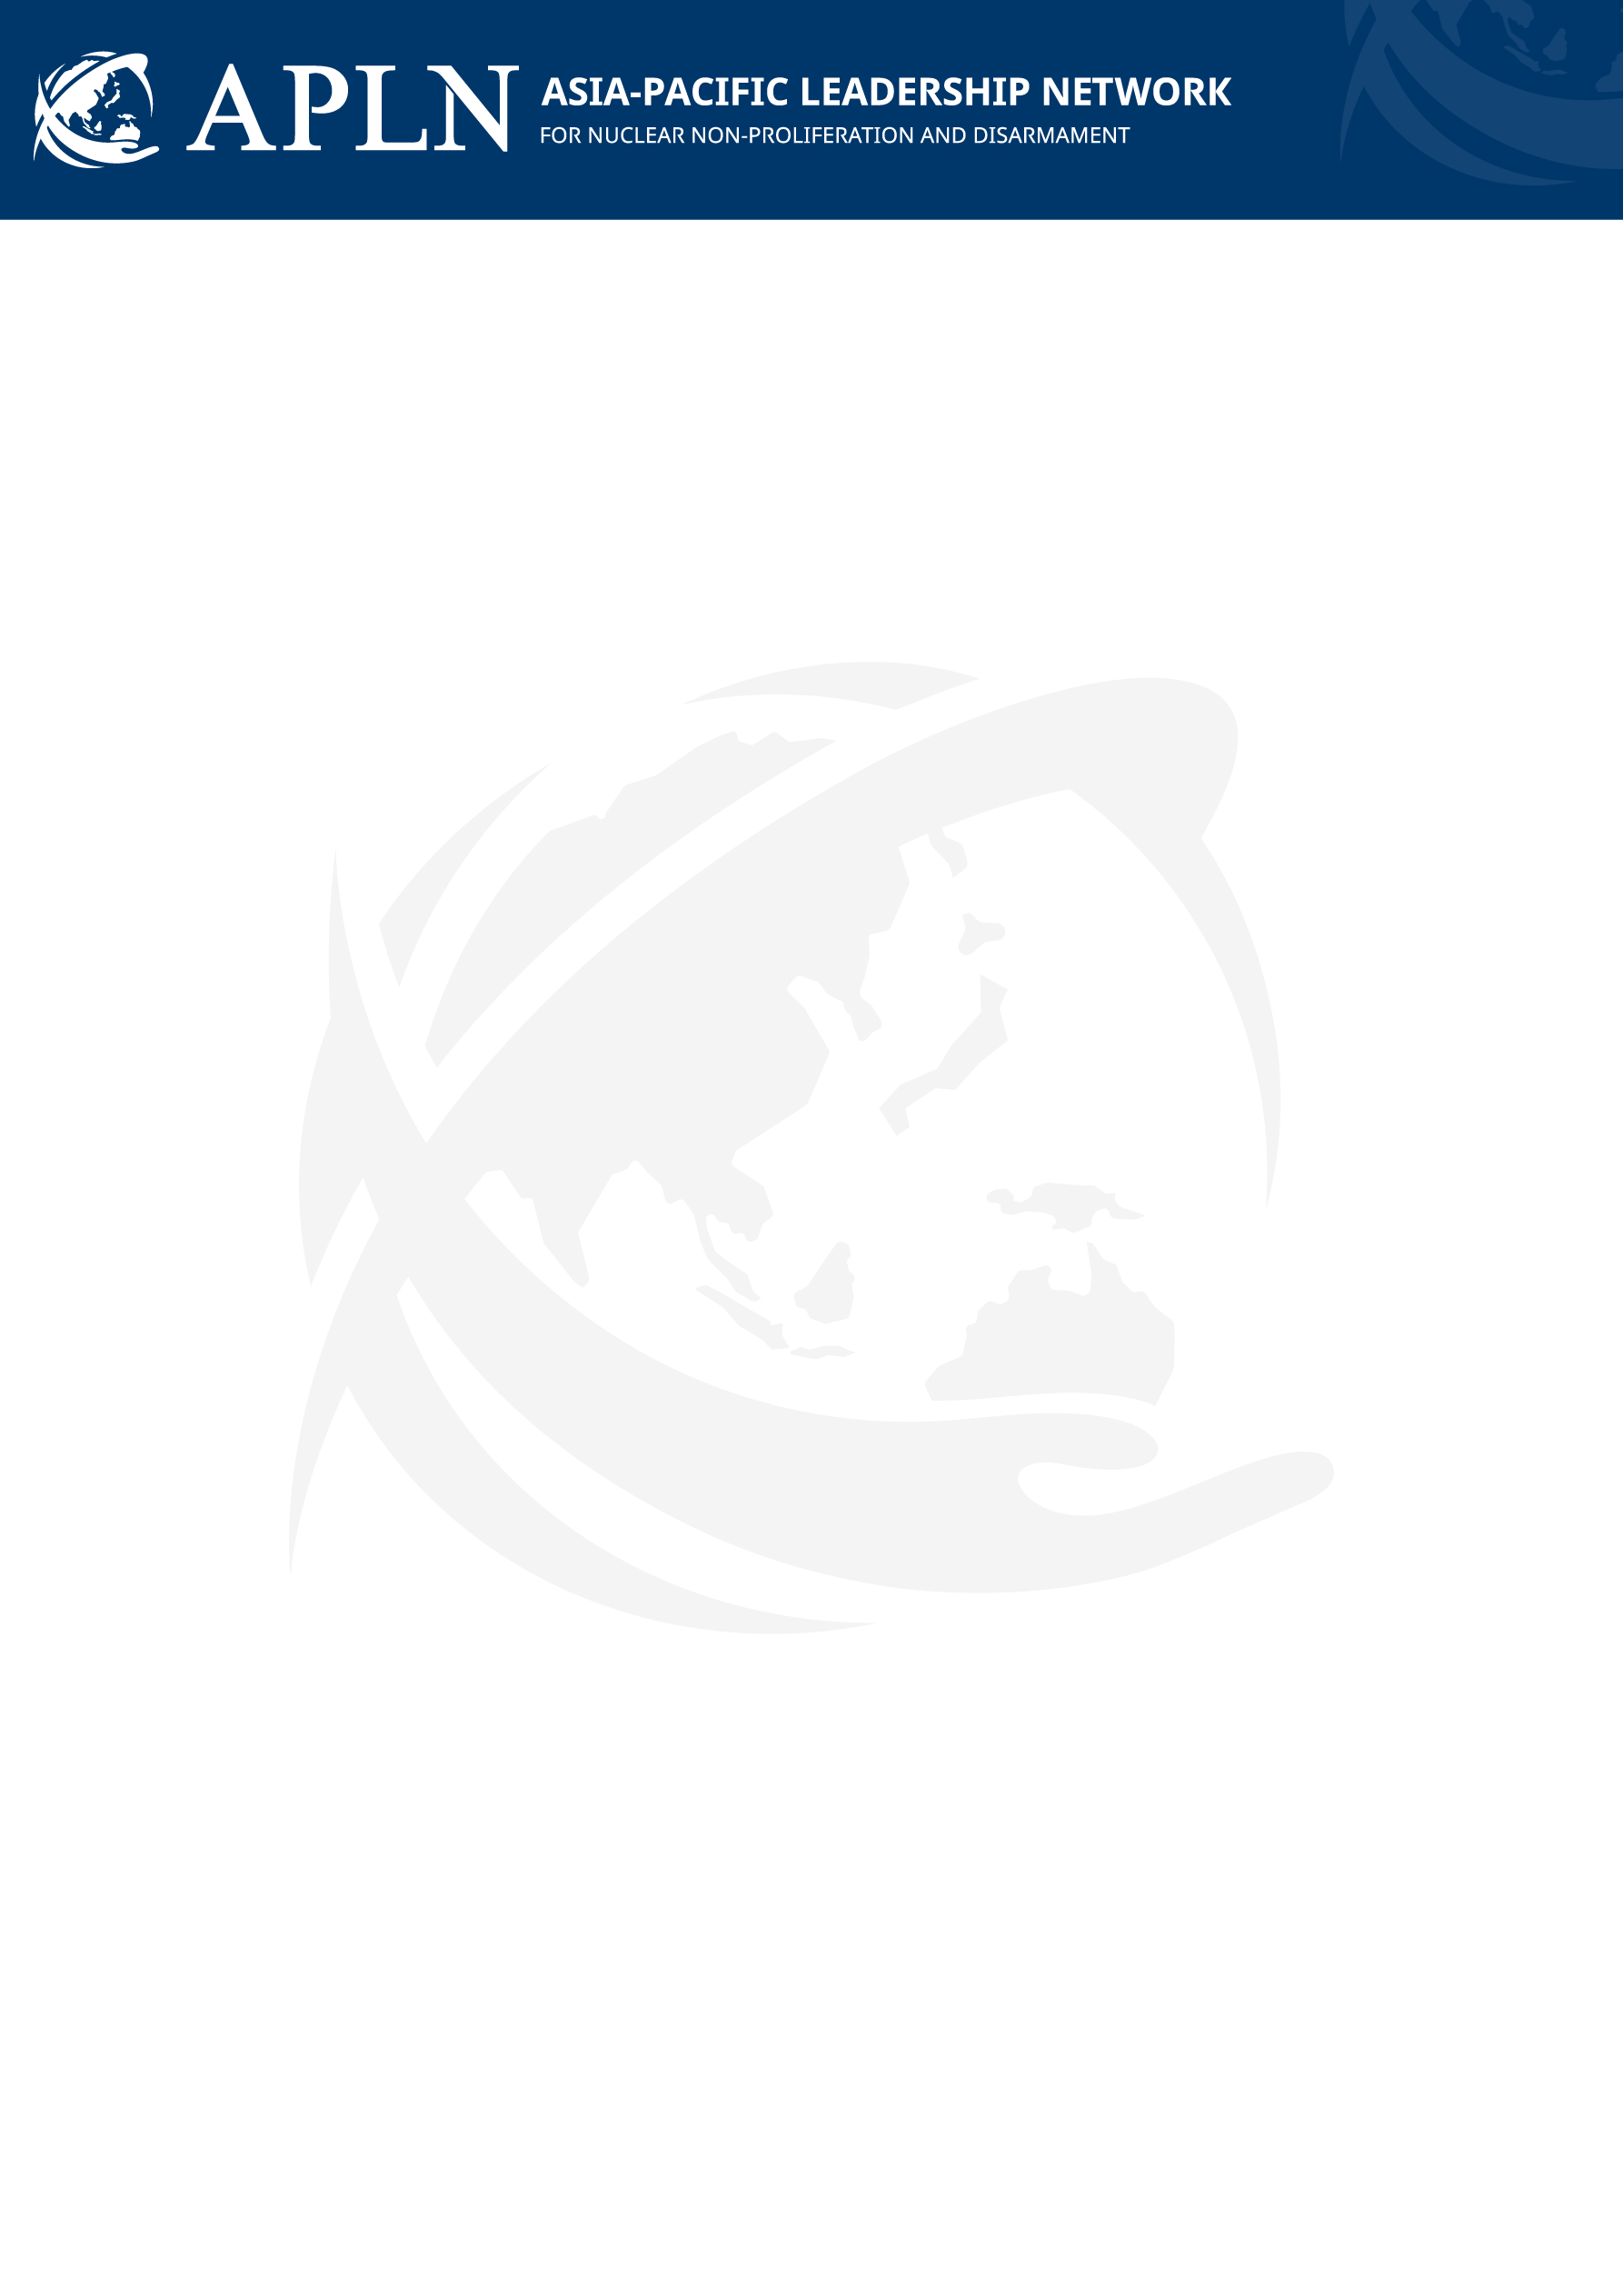 APLN
ASIA-PACIFIC LEADERSHIP NETWORK
FOR NUCLEAR NON-PROLIFERATION AND DISARMAMENT